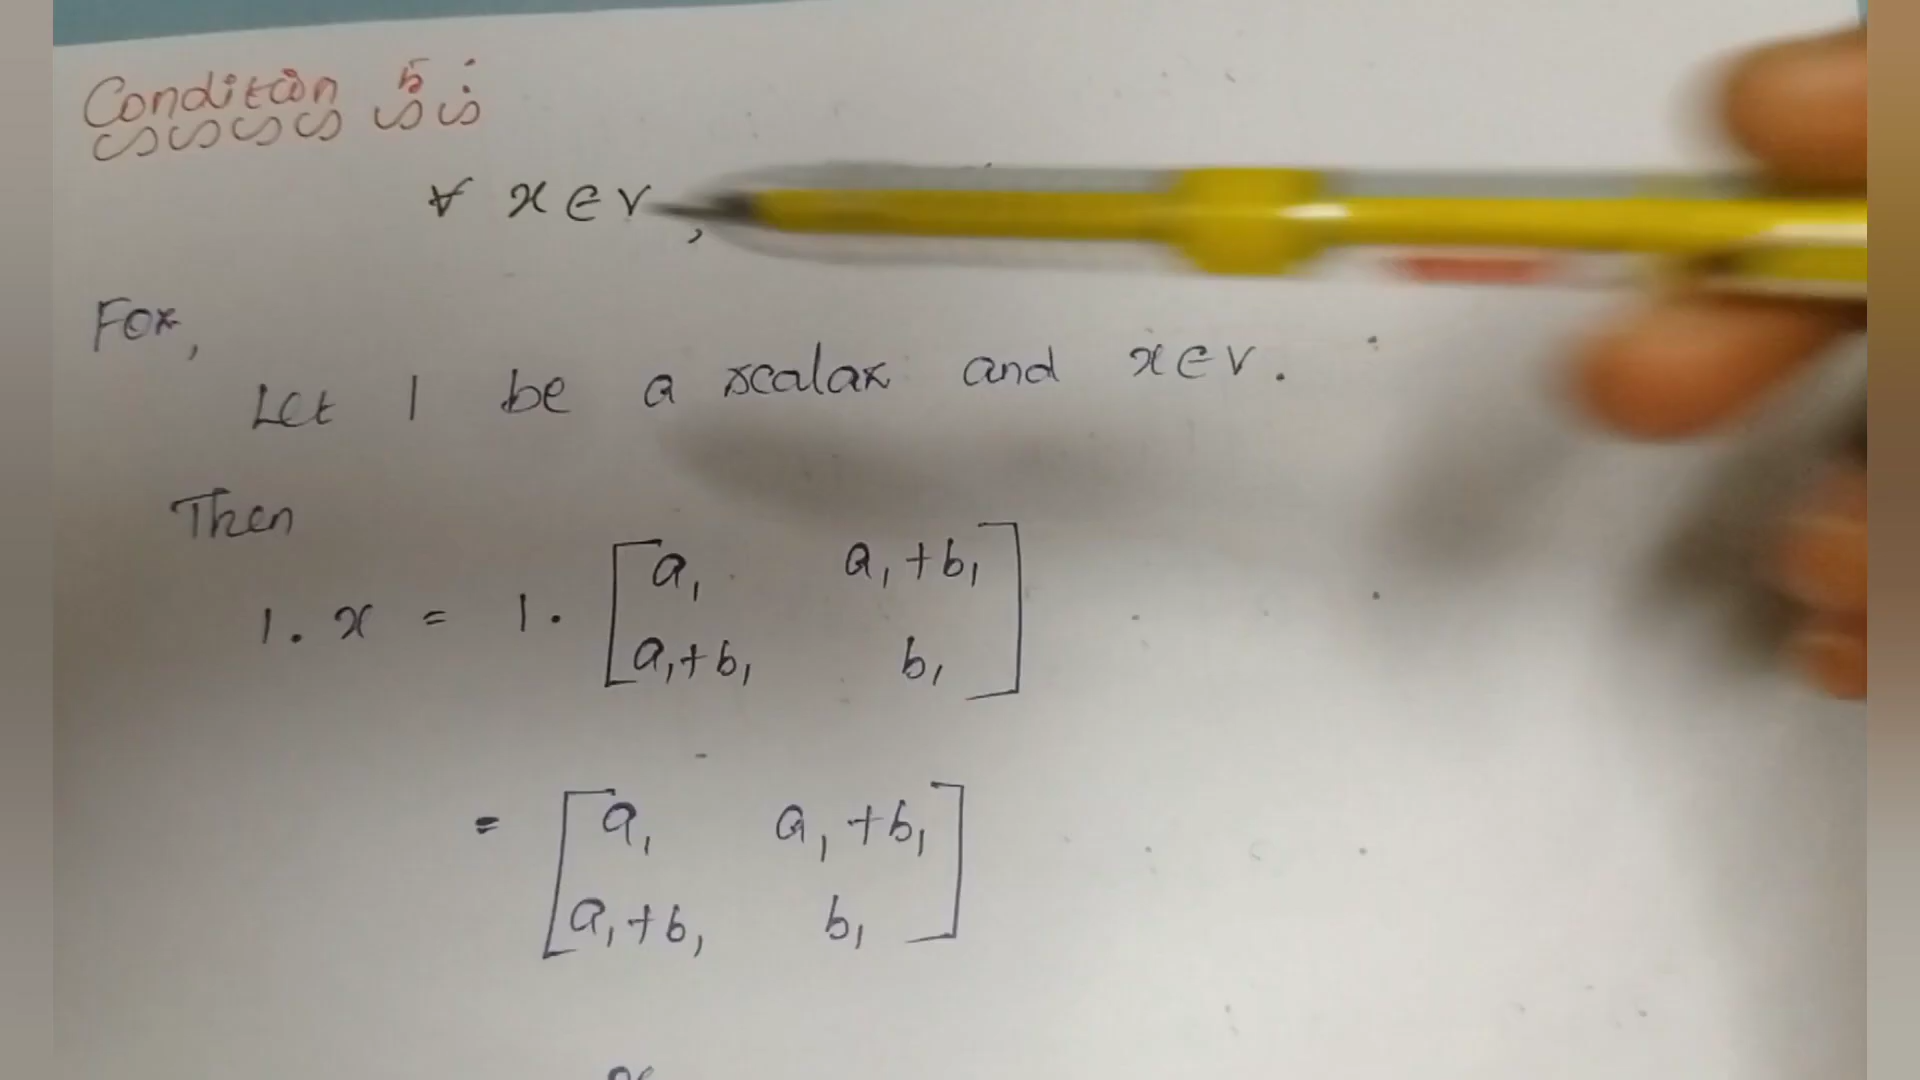 Condition 5:
∀ x ∈ V,
For,
Let 1 be a scalar and x ∈ V.
Then
1 . x = 1 . [ a₁ a₁ + b₁
a₁ + b₁ b₁ ]
= [ a₁ a₁ + b₁
a₁ + b₁ b₁ ]